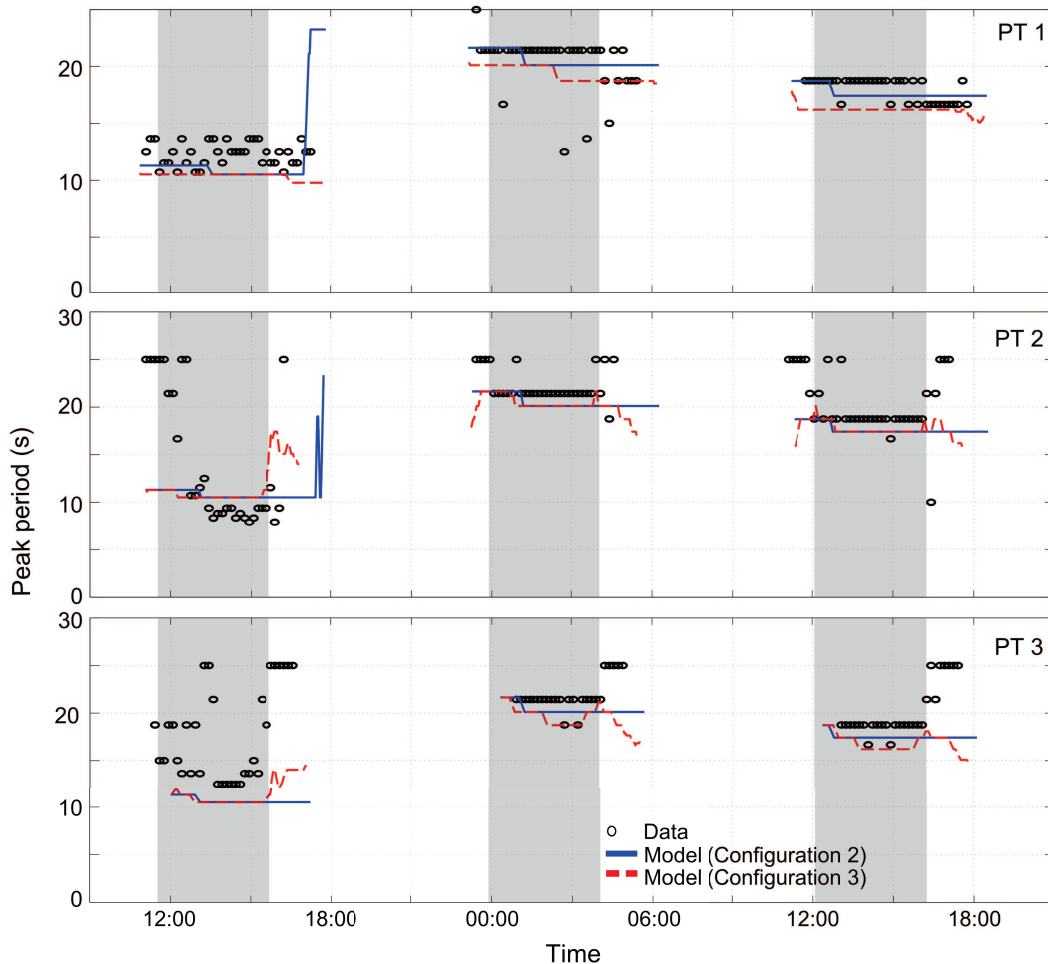 PT 1
20
10
0
30
PT 2
20
10
0
30
PT 3
20
10
0
Peak period (s)
Data
Model (Configuration 2)
Model (Configuration 3)
12:00 18:00 00:00 06:00 12:00 18:00
Time